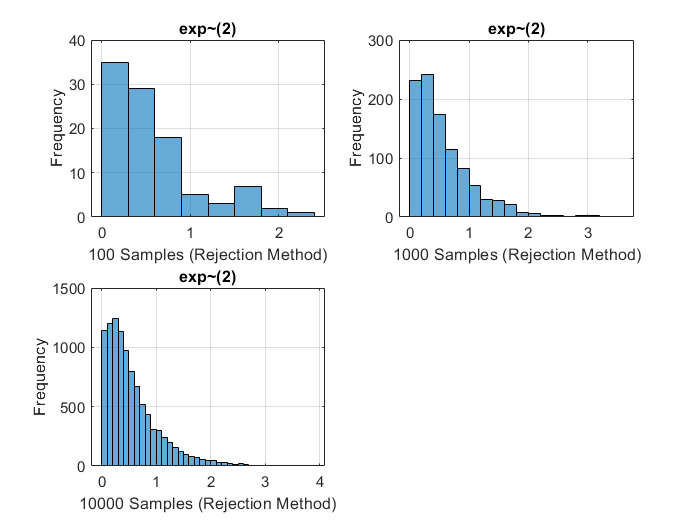 exp~(2)
40
30
20
10
0
Frequency
0 1 2
100 Samples (Rejection Method)
exp~(2)
300
200
100
0
Frequency
0 1 2 3
1000 Samples (Rejection Method)
exp~(2)
1500
1000
500
0
Frequency
0 1 2 3 4
10000 Samples (Rejection Method)